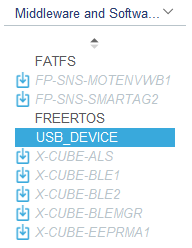 Middleware and Softwa...
FATFS
FP-SNS-MOTENVWB1
FP-SNS-SMARTAG2
FREERTOS
USB_DEVICE
X-CUBE-ALS
X-CUBE-BLE1
X-CUBE-BLE2
X-CUBE-BLEMGR
X-CUBE-EEPRMA1